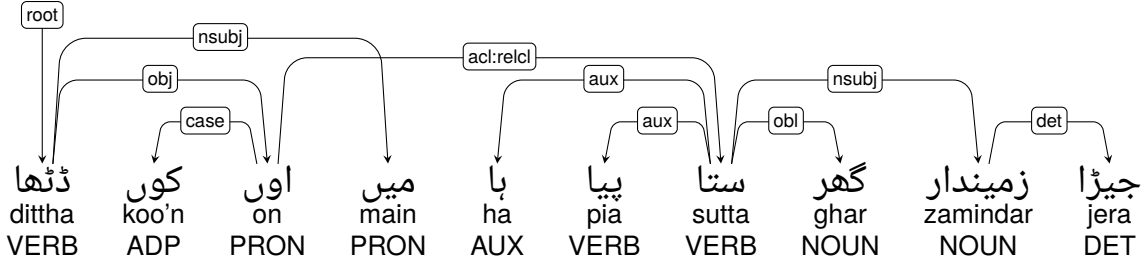 root
nsubj
acl:relcl
obj aux nsubj
case aux obl det
ڈٹھا کوں اوں میں ہا پیا ستا گھر زمیندار جیڑا
dittha koo'n on main ha pia sutta ghar zamindar jera
VERB ADP PRON PRON AUX VERB VERB NOUN NOUN DET